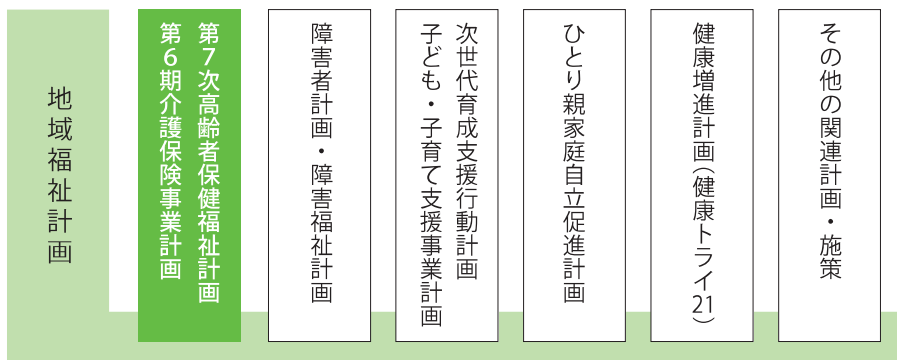 地域福祉計画
第7次高齢者保健福祉計画
第6期介護保険事業計画
障害者計画・障害福祉計画
次世代育成支援行動計画
子ども・子育て支援事業計画
ひとり親家庭自立促進計画
健康増進計画（健康トライ21）
その他の関連計画・施策